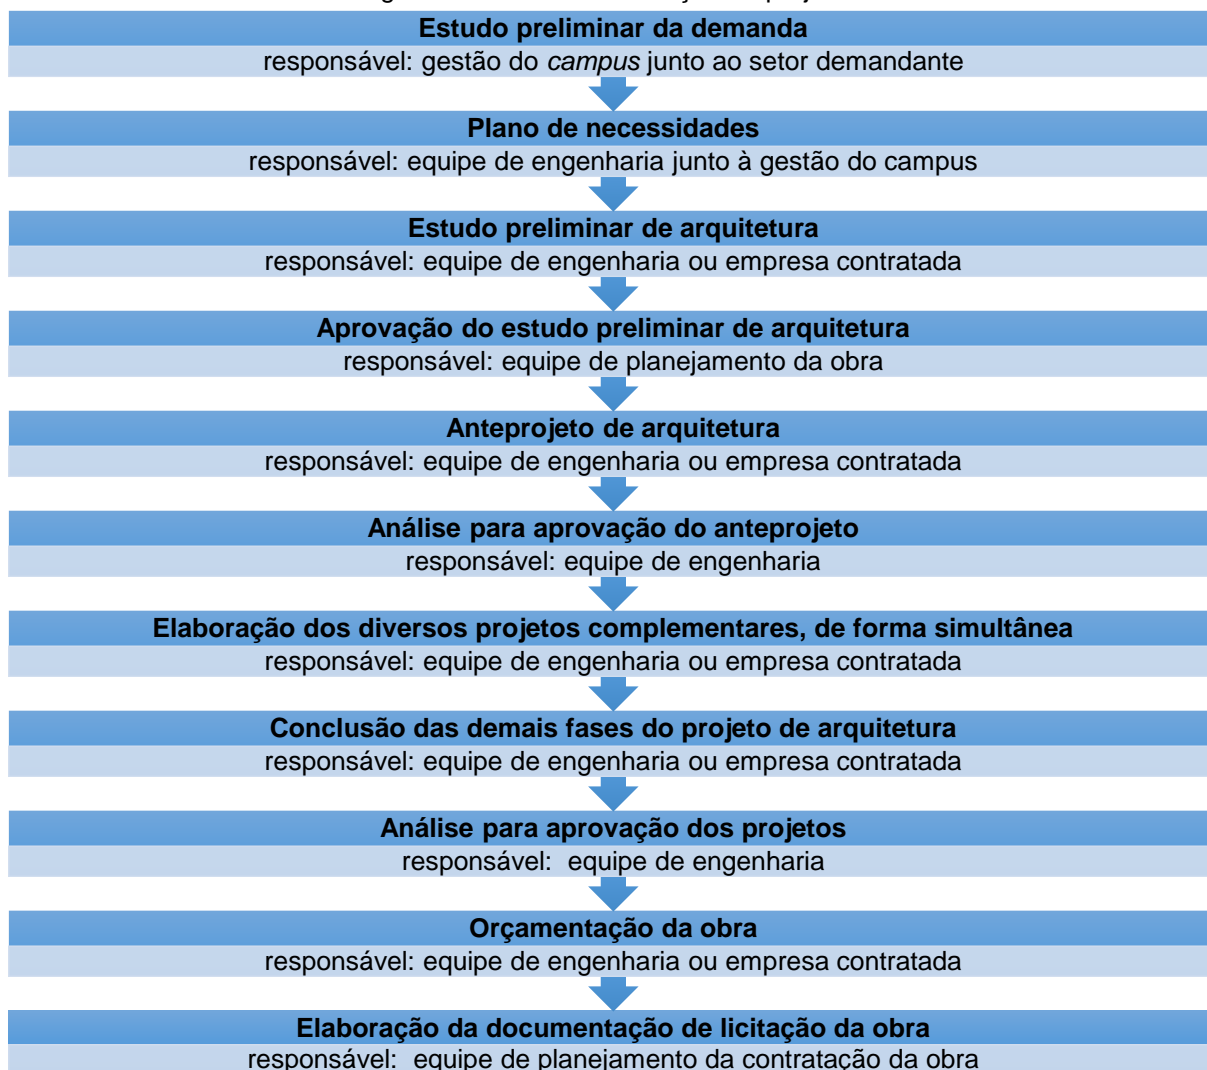 Estudo preliminar da demanda
responsável: gestão do campus junto ao setor demandante
Plano de necessidades
responsável: equipe de engenharia junto à gestão do campus
Estudo preliminar de arquitetura
responsável: equipe de engenharia ou empresa contratada
Aprovação do estudo preliminar de arquitetura
responsável: equipe de planejamento da obra
Anteprojeto de arquitetura
responsável: equipe de engenharia ou empresa contratada
Análise para aprovação do anteprojeto
responsável: equipe de engenharia
Elaboração dos diversos projetos complementares, de forma simultânea
responsável: equipe de engenharia ou empresa contratada
Conclusão das demais fases do projeto de arquitetura
responsável: equipe de engenharia ou empresa contratada
Análise para aprovação dos projetos
responsável: equipe de engenharia
Orçamentação da obra
responsável: equipe de engenharia ou empresa contratada
Elaboração da documentação de licitação da obra
responsável: equipe de planejamento da contratação da obra